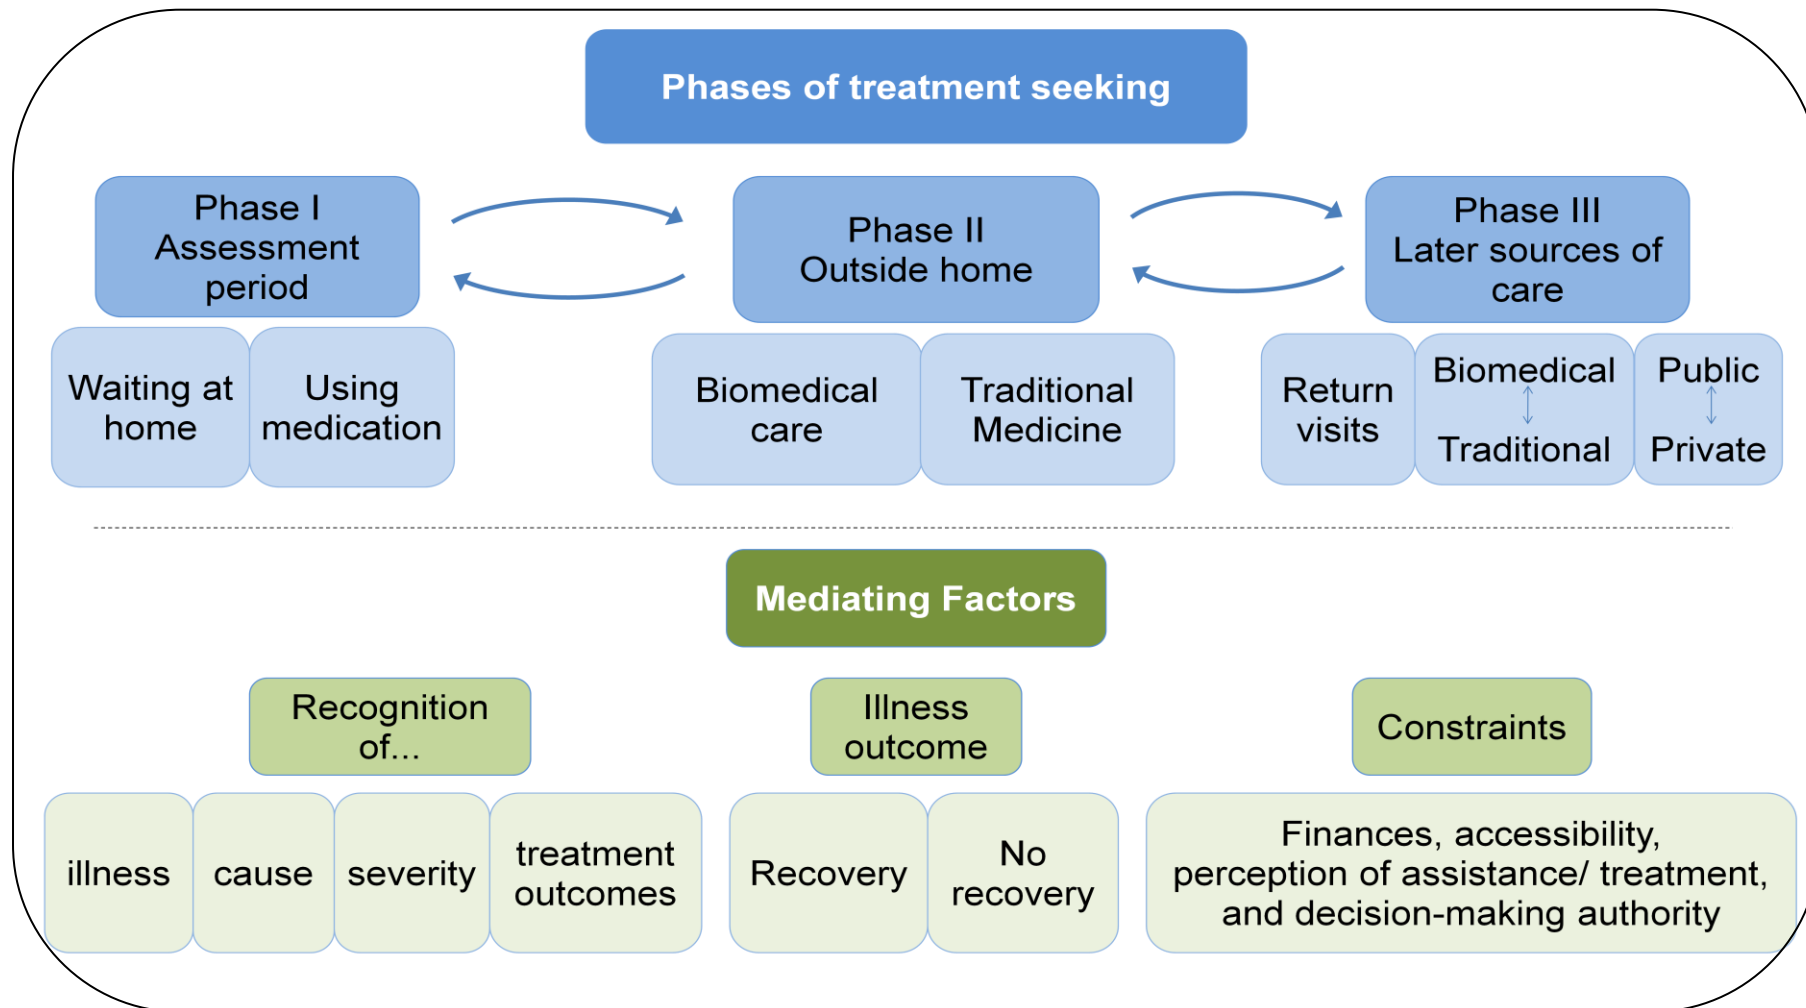 Phases of treatment seeking
Phase I
Assessment
period
Phase II
Outside home
Phase III
Later sources of
care
Waiting at
home
Using
medication
Biomedical
care
Traditional
Medicine
Return
visits
Biomedical
Traditional
Public
Private
Mediating Factors
Recognition
of...
Illness
outcome
Constraints
illness
cause
severity
treatment
outcomes
Recovery
No
recovery
Finances, accessibility,
perception of assistance/ treatment,
and decision-making authority